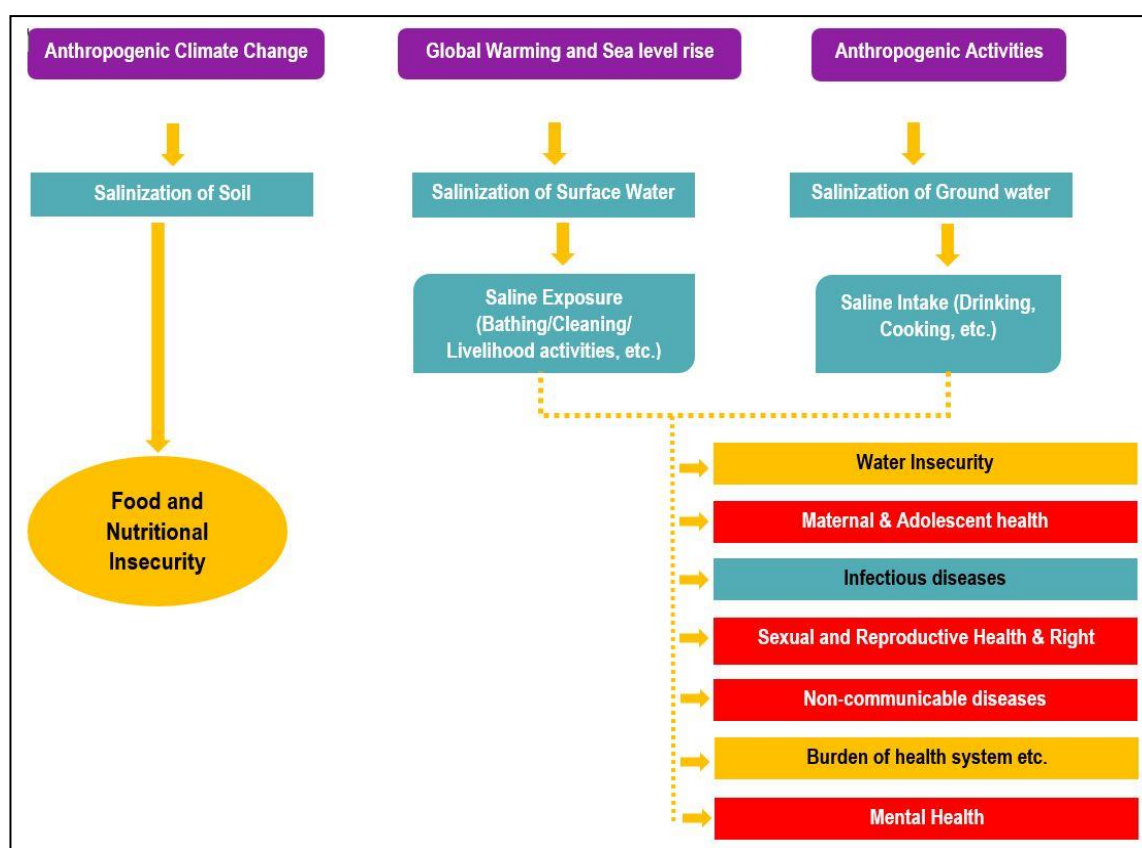 Anthropogenic Climate Change
Global Warming and Sea level rise
Anthropogenic Activities
Salinization of Soil
Salinization of Surface Water
Salinization of Ground water
Saline Exposure
(Bathing/Cleaning/
Livelihood activities, etc.)
Saline Intake (Drinking,
Cooking, etc.)
Food and
Nutritional
Insecurity
Water Insecurity
Maternal & Adolescent health
Infectious diseases
Sexual and Reproductive Health & Right
Non-communicable diseases
Burden of health system etc.
Mental Health